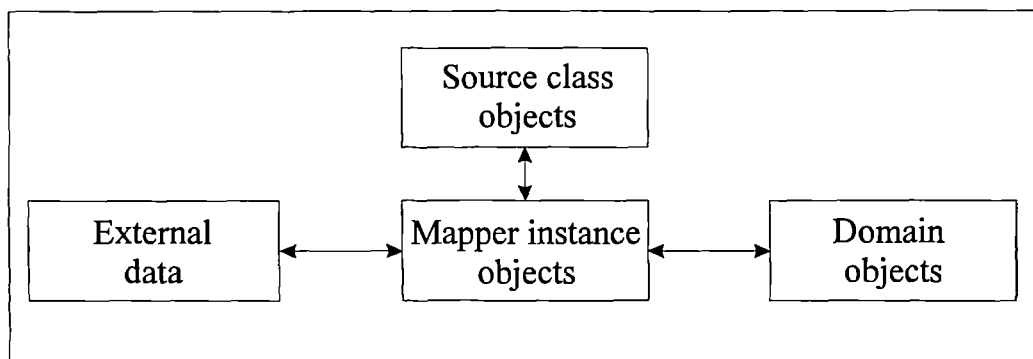 Source class
objects
External
data
Mapper instance
objects
Domain
objects